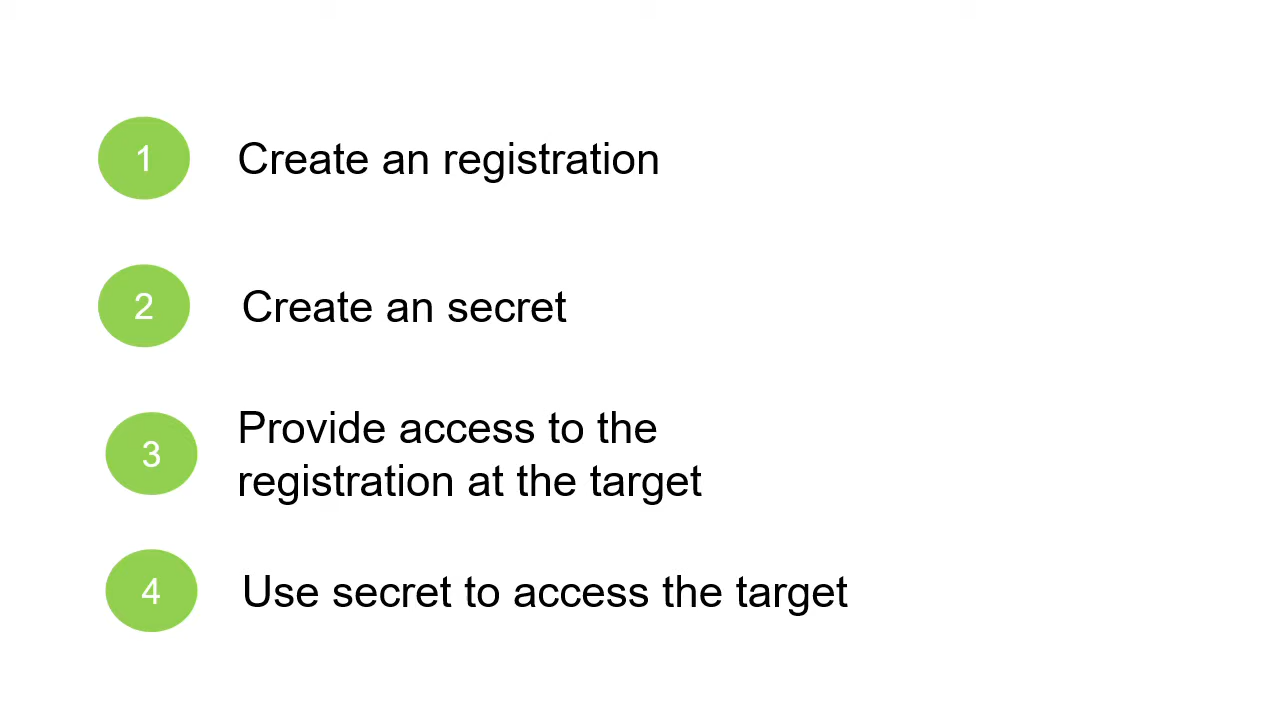 1 Create an registration
2 Create an secret
Provide access to the
3 registration at the target
4 Use secret to access the target